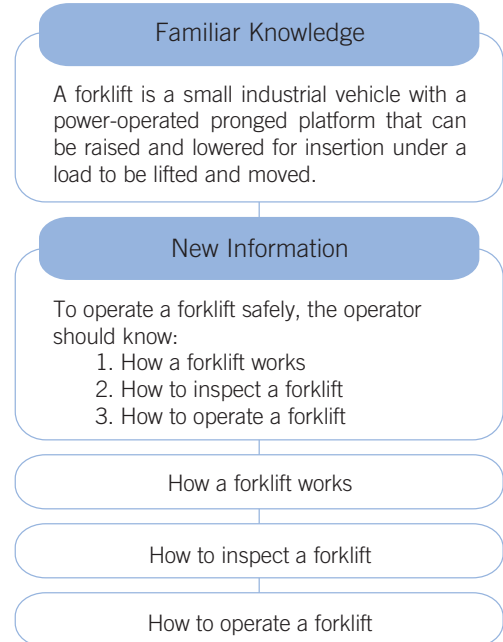 Familiar Knowledge
A forklift is a small industrial vehicle with a
power-operated pronged platform that can
be raised and lowered for insertion under a
load to be lifted and moved.
New Information
To operate a forklift safely, the operator
should know:
1. How a forklift works
2. How to inspect a forklift
3. How to operate a forklift
How a forklift works
How to inspect a forklift
How to operate a forklift